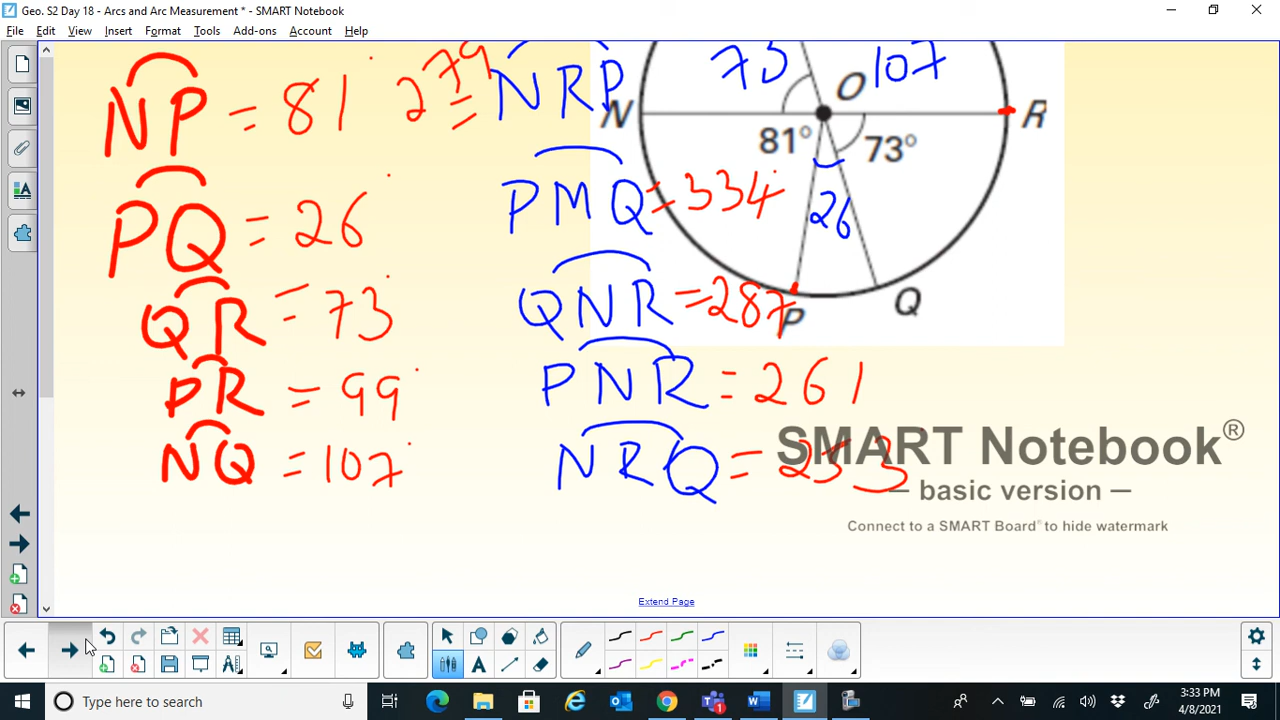 Geo. S2 Day 18 - Arcs and Arc Measurement * - SMART Notebook
File Edit View Insert Format Tools Add-ons Account Help
NP = 81°
279 = NRP
73 O 107
N R
81° 73°
PQ = 26°
PMQ = 334°
26
QR = 73°
QNR = 287
P Q
PR = 99°
PNR = 261
NQ = 107°
NRQ = 253
SMART Notebook®
— basic version —
Connect to a SMART Board® to hide watermark
Extend Page
Type here to search
3:33 PM
4/8/2021